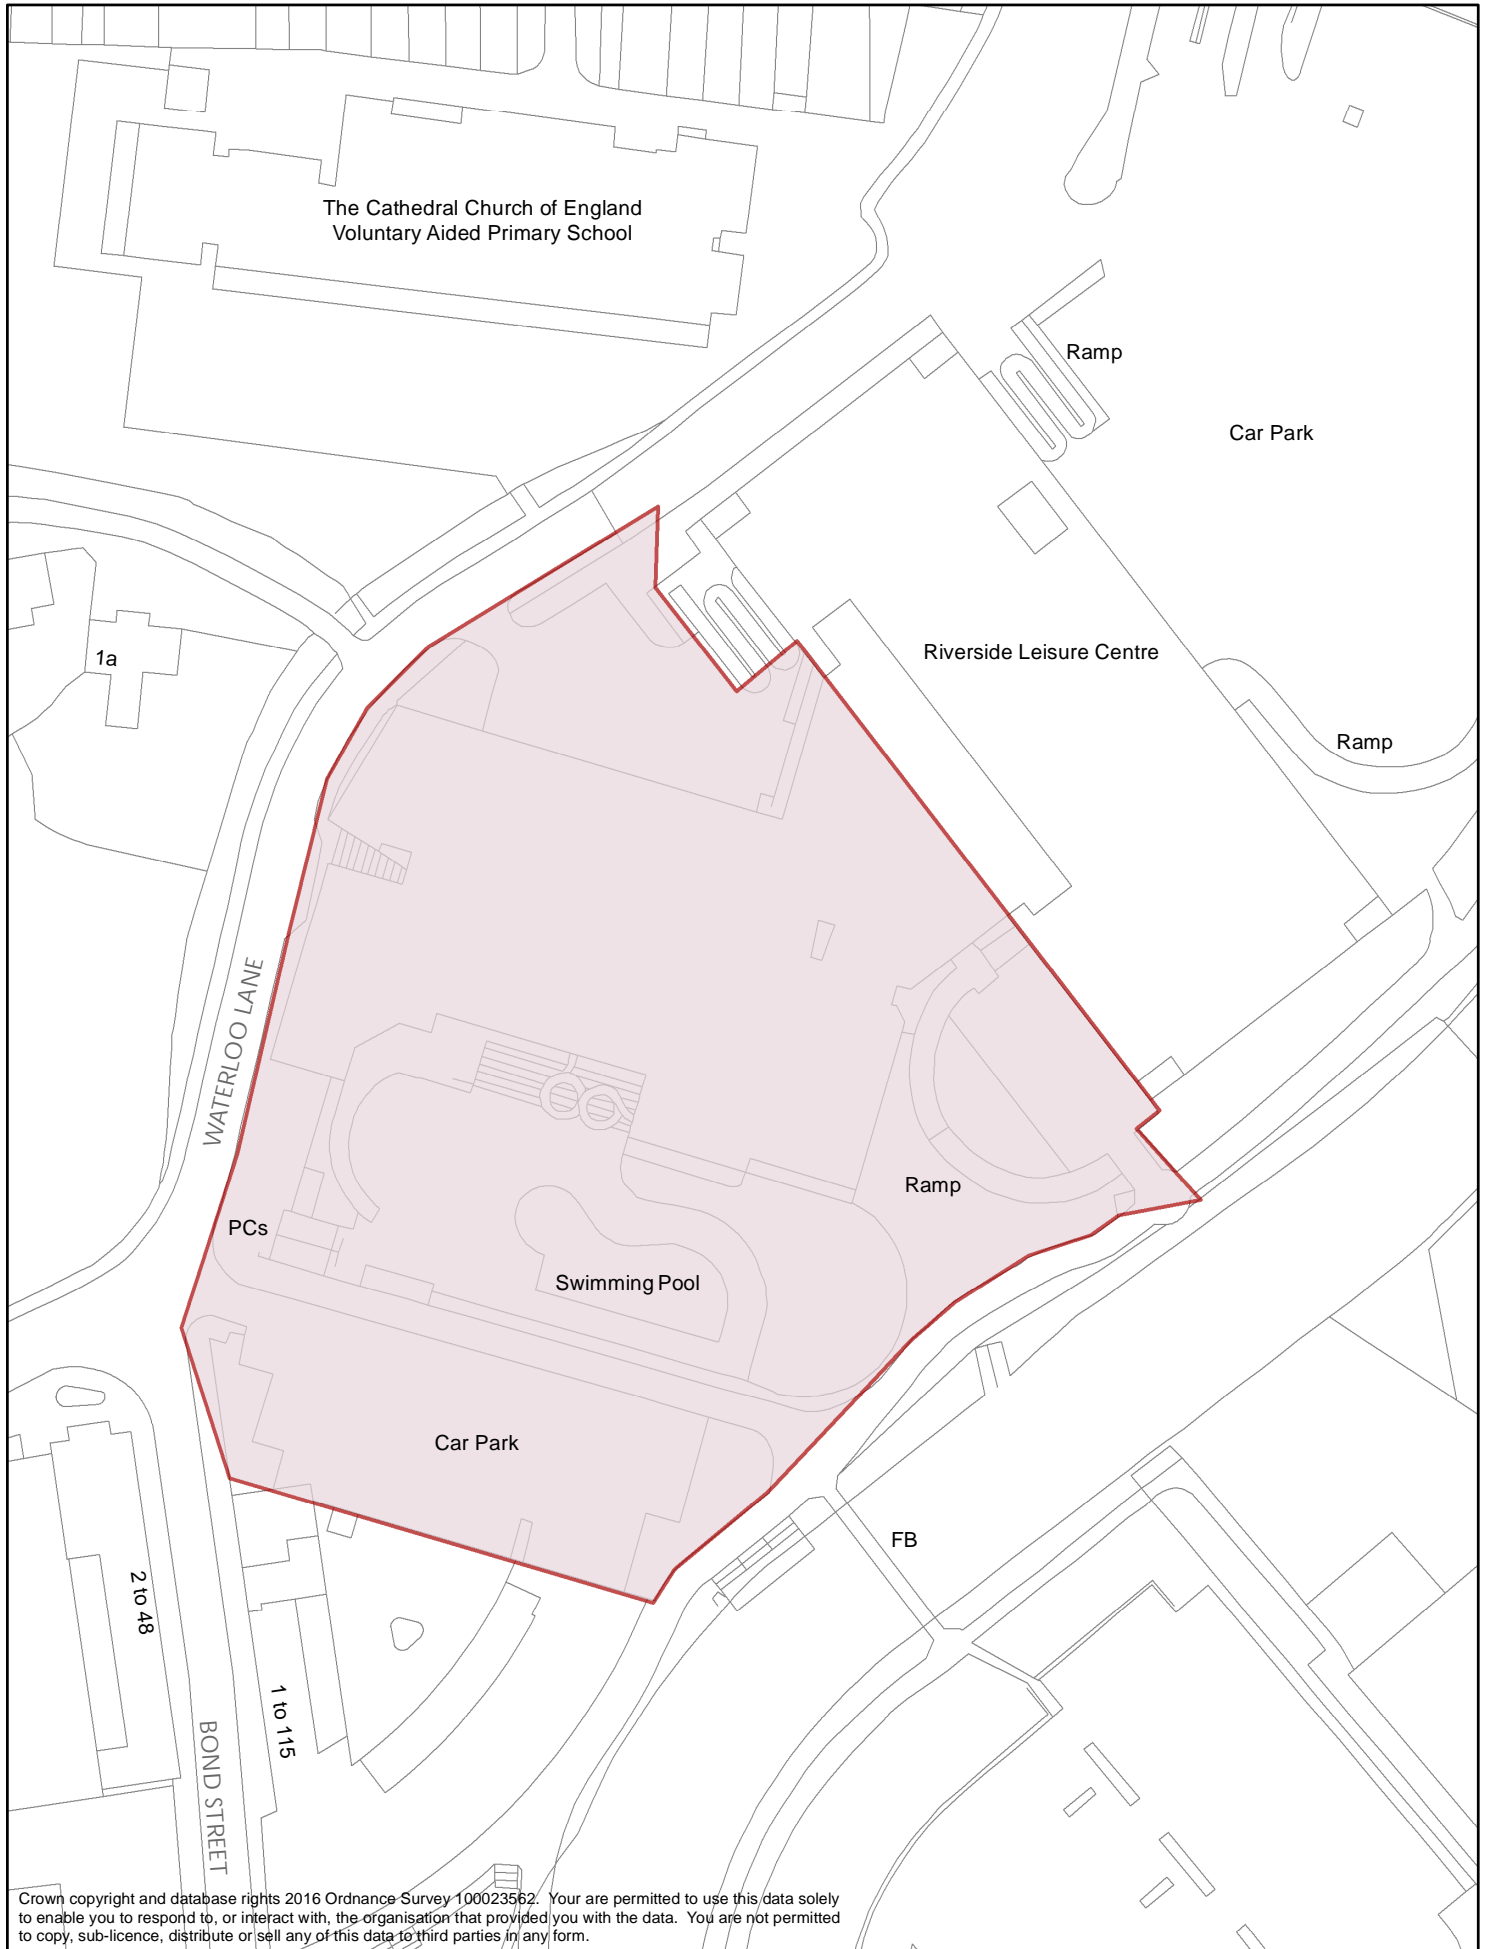 The Cathedral Church of England
Voluntary Aided Primary School
Ramp
Car Park
Riverside Leisure Centre
1a
Ramp
WATERLOO LANE
Ramp
PCs
Swimming Pool
Car Park
FB
2 to 48
1 to 115
BOND STREET
Crown copyright and database rights 2016 Ordnance Survey 100023562. Your are permitted to use this data solely
to enable you to respond to, or interact with, the organisation that provided you with the data. You are not permitted
to copy, sub-licence, distribute or sell any of this data to third parties in any form.